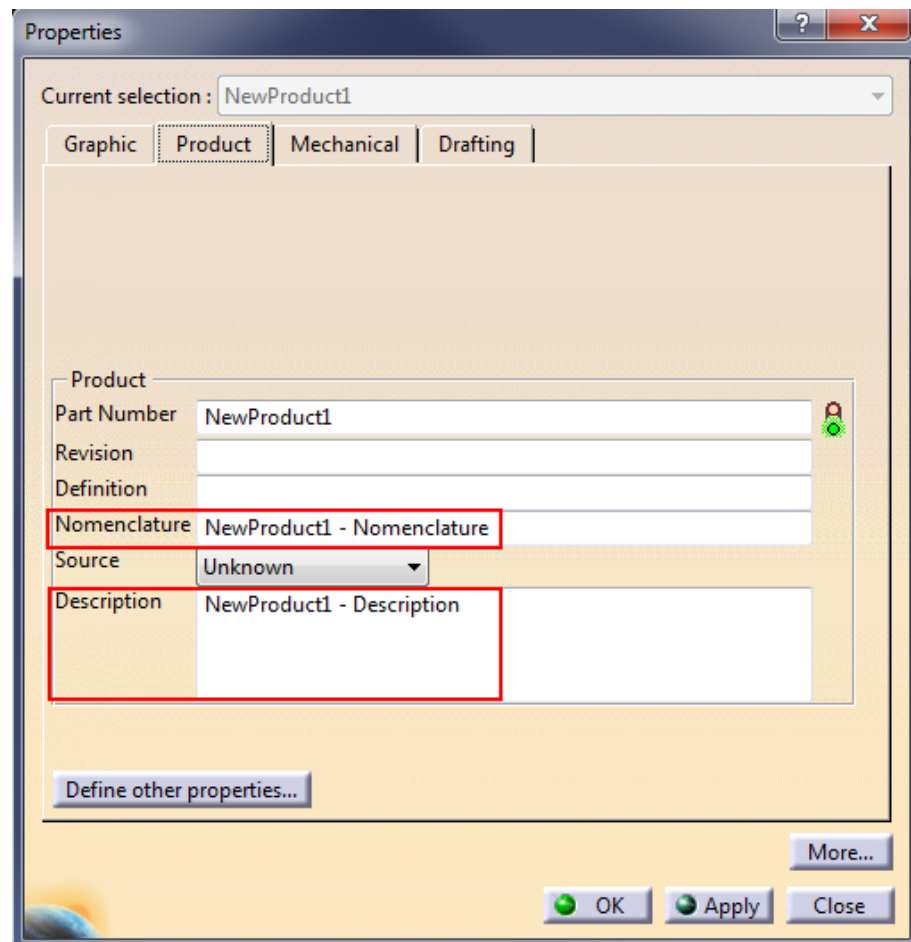 Properties
?
X
Current selection : NewProduct1
Graphic Product Mechanical Drafting
Product
Part Number NewProduct1
Revision
Definition
Nomenclature NewProduct1 - Nomenclature
Source Unknown
Description NewProduct1 - Description
Define other properties...
More...
OK Apply Close